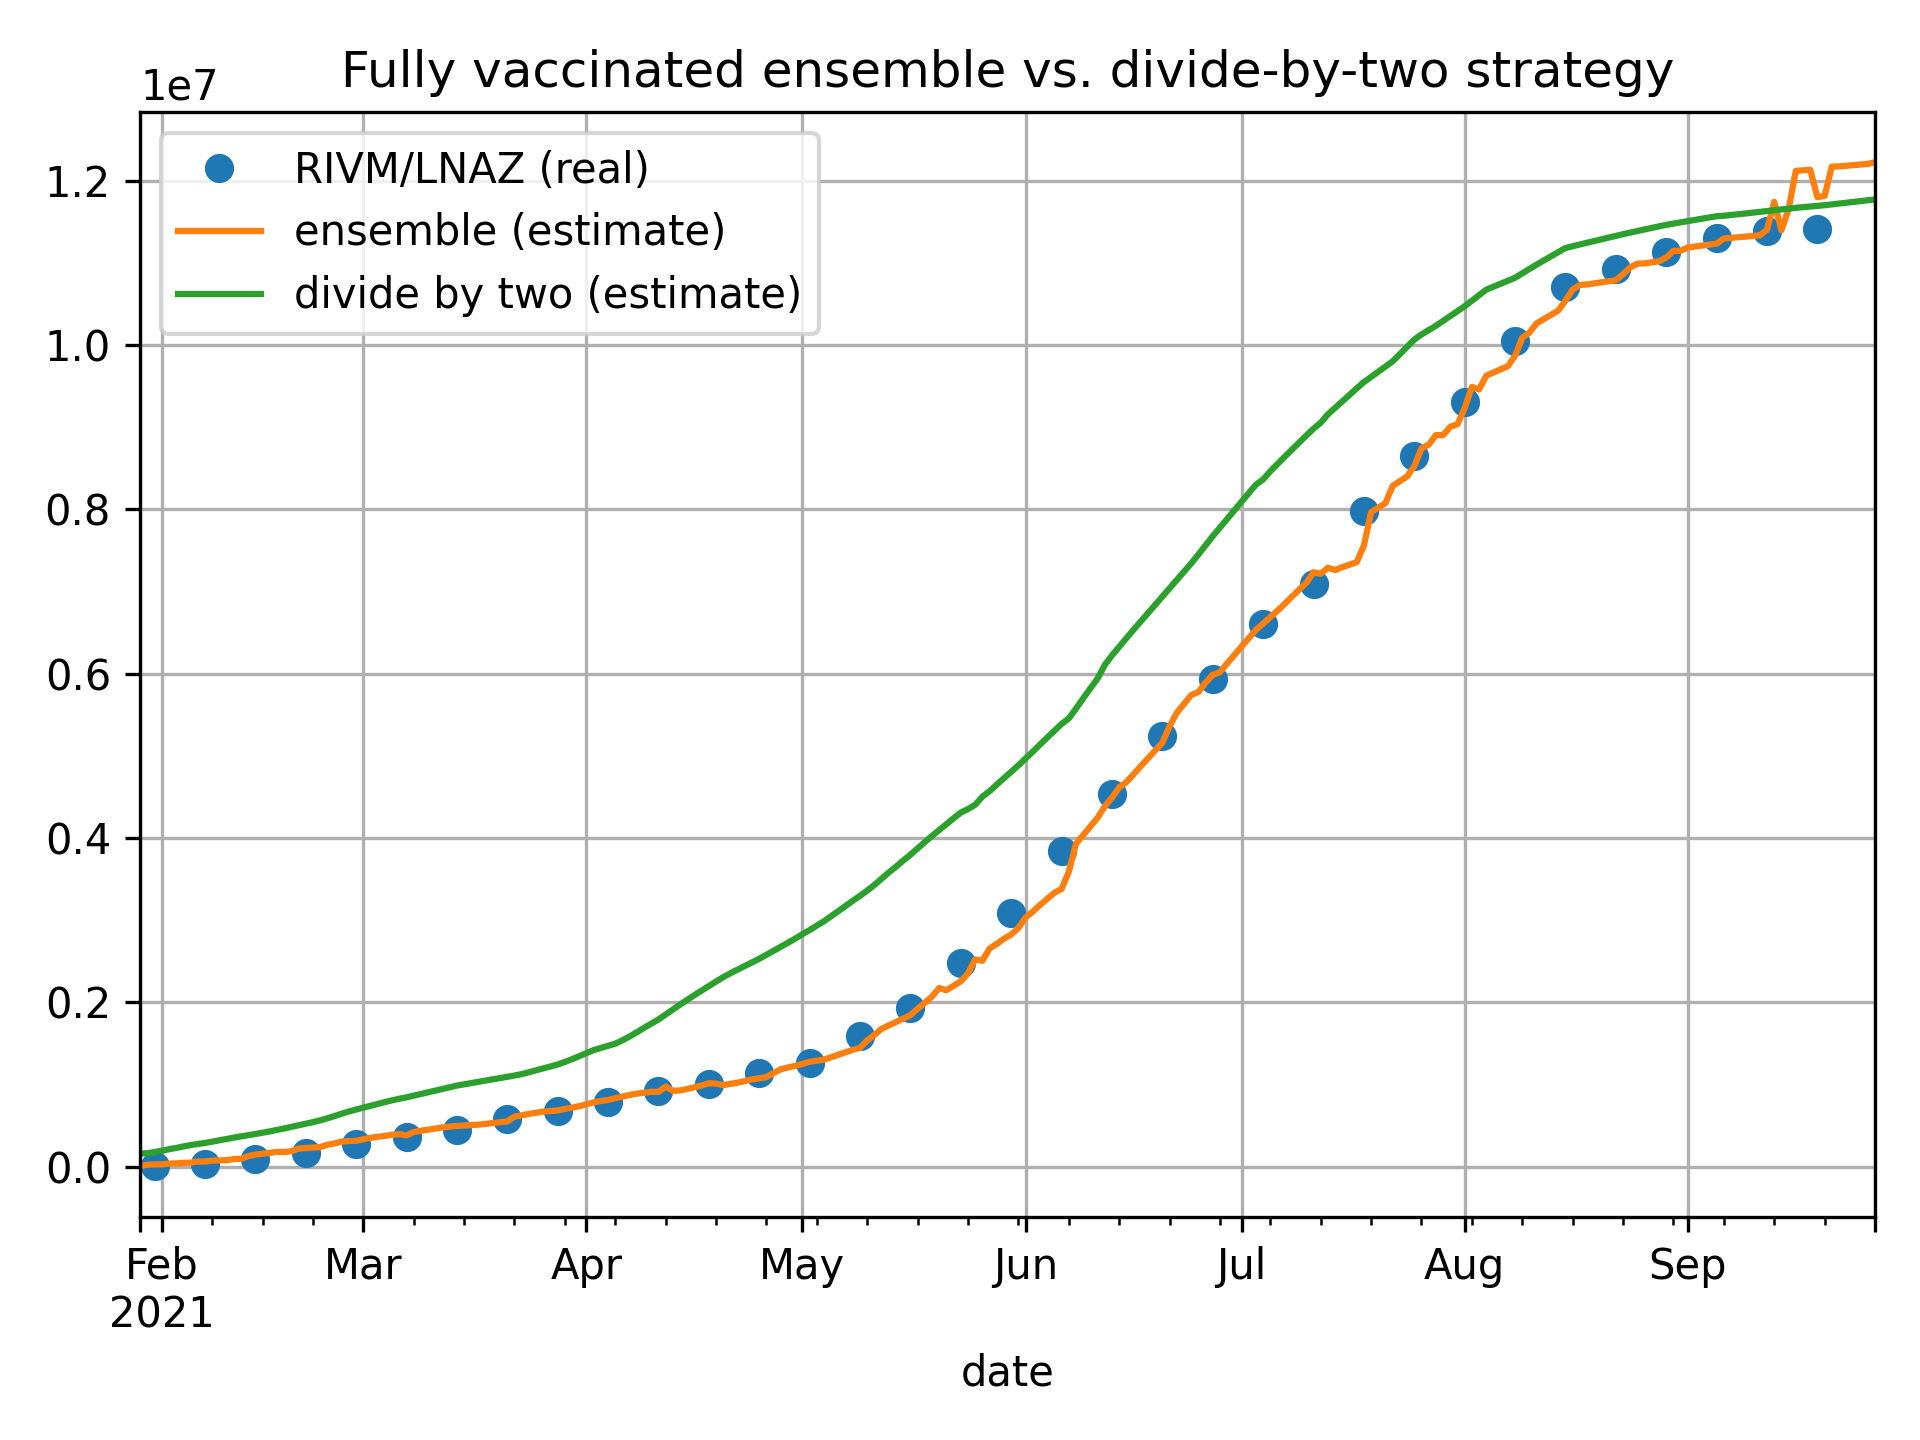 Fully vaccinated ensemble vs. divide-by-two strategy
1e7
RIVM/LNAZ (real)
ensemble (estimate)
divide by two (estimate)
1.2
1.0
0.8
0.6
0.4
0.2
0.0
Feb Mar Apr May Jun Jul Aug Sep
2021
date